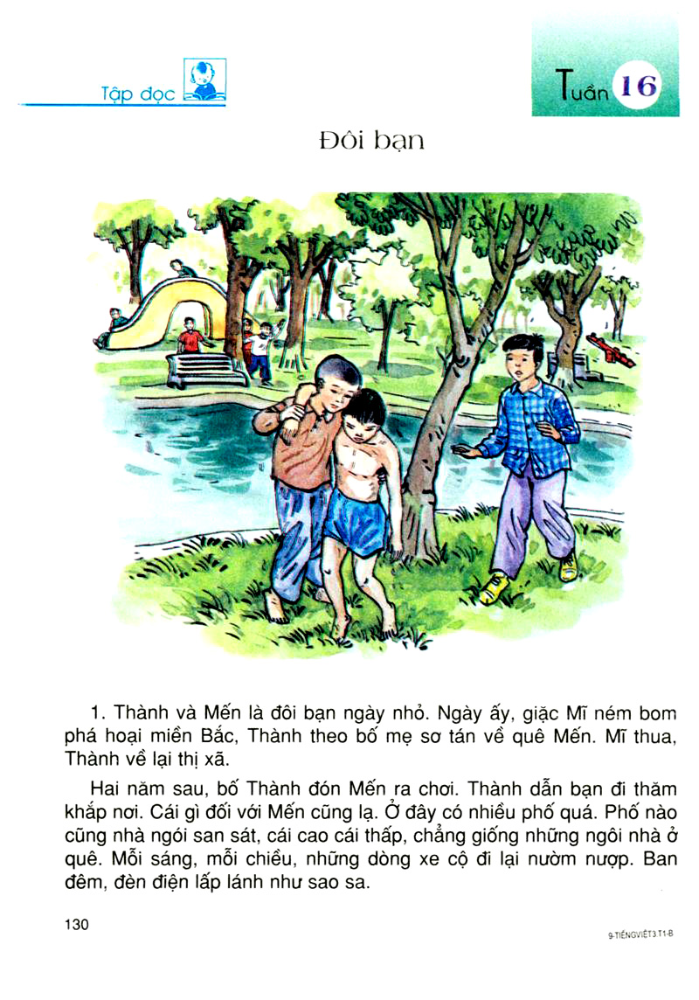 Tập đọc
Tuần 16
Đôi bạn
1. Thành và Mến là đôi bạn ngày nhỏ. Ngày ấy, giặc Mĩ ném bom
phá hoại miền Bắc, Thành theo bố mẹ sơ tán về quê Mến. Mĩ thua,
Thành về lại thị xã.
Hai năm sau, bố Thành đón Mến ra chơi. Thành dẫn bạn đi thăm
khắp nơi. Cái gì đối với Mến cũng lạ. Ở đây có nhiều phố quá. Phố nào
cũng nhà ngói san sát, cái cao cái thấp, chẳng giống những ngôi nhà ở
quê. Mỗi sáng, mỗi chiều, những dòng xe cộ đi lại nườm nượp. Ban
đêm, đèn điện lấp lánh như sao sa.
130
9-TIẾNGVIỆT3.T1-B